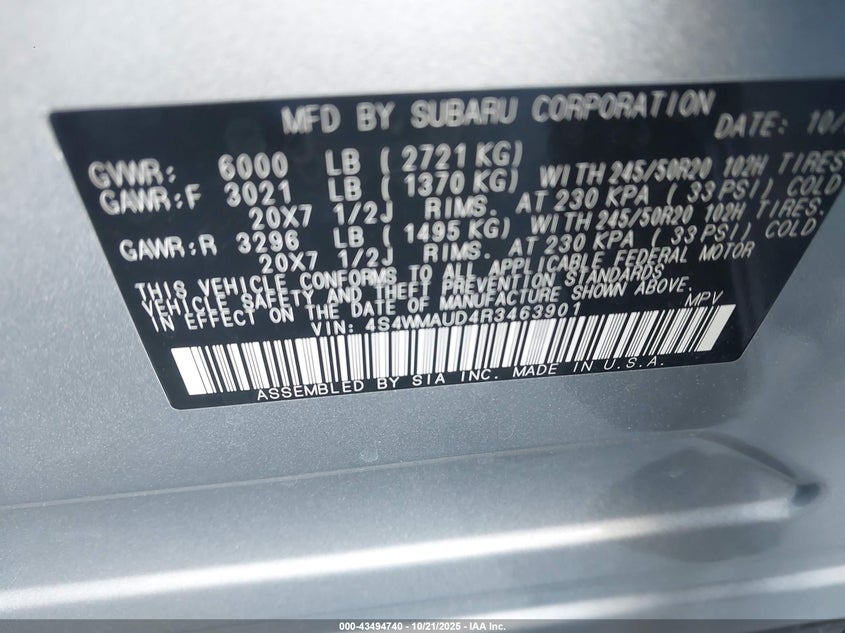 MFD BY SUBARU CORPORATION
DATE: 10/
GVWR: 6000 LB ( 2721 KG)
GAWR:F 3021 LB ( 1370 KG) WITH 245/50R20 102H TIRES
20X7 1/2J RIMS. AT 230 KPA ( 33 PSI) COLD
GAWR:R 3296 LB ( 1495 KG) WITH 245/50R20 102H TIRES.
20X7 1/2J RIMS. AT 230 KPA ( 33 PSI) COLD
THIS VEHICLE CONFORMS TO ALL APPLICABLE FEDERAL MOTOR
VEHICLE SAFETY AND THEFT PREVENTION STANDARDS
IN EFFECT ON THE DATE OF MANUFACTURE SHOWN ABOVE.
VIN: 4S4WMAUD4R3463901 MPV
ASSEMBLED BY SIA INC. MADE IN U.S.A.
000-43494740 - 10/21/2025 - IAA Inc.